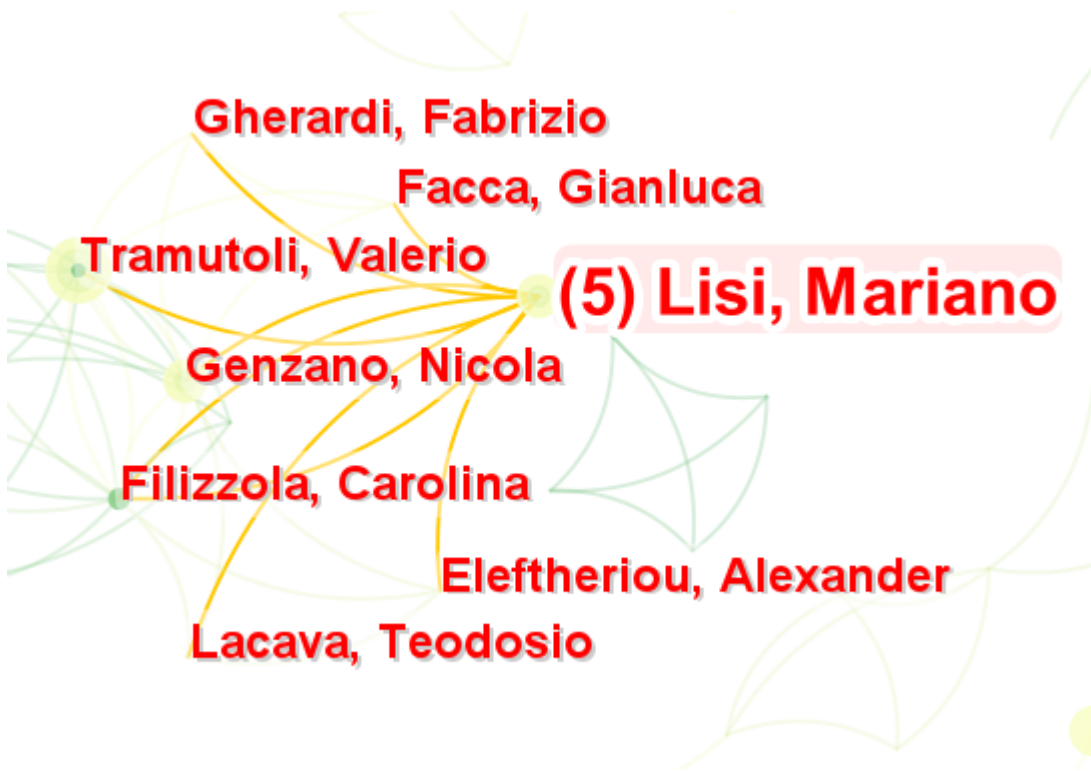 Gherardi, Fabrizio
Facca, Gianluca
Tramutoli, Valerio
(5) Lisi, Mariano
Genzano, Nicola
Filizzola, Carolina
Eleftheriou, Alexander
Lacava, Teodosio